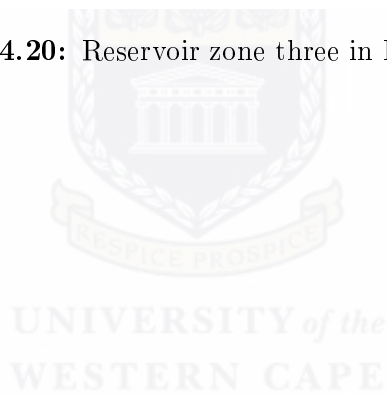 4.20: Reservoir zone three in
RESPICE PROSPICE
UNIVERSITY of the
WESTERN CAPE